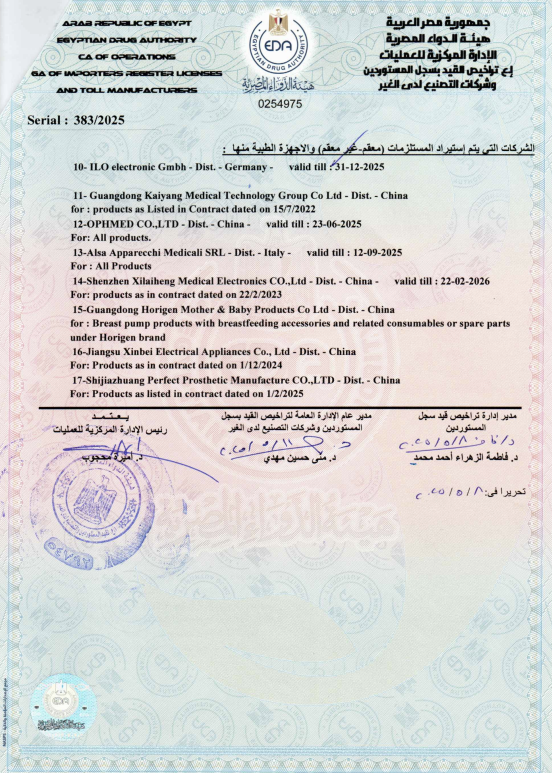 ARAB REPUBLIC OF EGYPT
EGYPTIAN DRUG AUTHORITY
CA OF OPERATIONS
GA OF IMPORTERS REGISTER LICENSES
AND TOLL MANUFACTURERS
EGYPTIAN DRUG AUTHORITY
EDA
هيئة الدواء المصرية
0254975
جمهورية مصر العربية
هيئة الدواء المصرية
الإدارة المركزية للعمليات
إع تراخيص القيد بسجل المستوردين
وشركات التصنيع لدى الغير
Serial : 383/2025
الشركات التي يتم إستيراد المستلزمات (معقم-غير معقم) والاجهزة الطبية منها :
10- ILO electronic Gmbh - Dist. - Germany - valid till : 31-12-2025
11- Guangdong Kaiyang Medical Technology Group Co Ltd - Dist. - China
for : products as Listed in Contract dated on 15/7/2022
12-OPHMED CO.,LTD - Dist. - China - valid till : 23-06-2025
For: All products.
13-Alsa Apparecchi Medicali SRL - Dist. - Italy - valid till : 12-09-2025
For : All Products
14-Shenzhen Xilaiheng Medical Electronics CO.,Ltd - Dist. - China - valid till : 22-02-2026
For: products as in contract dated on 22/2/2023
15-Guangdong Horigen Mother & Baby Products Co Ltd - Dist. - China
for : Breast pump products with breastfeeding accessories and related consumables or spare parts
under Horigen brand
16-Jiangsu Xinbei Electrical Appliances Co., Ltd - Dist. - China
For: Products as in contract dated on 1/12/2024
17-Shijiazhuang Perfect Prosthetic Manufacture CO.,LTD - Dist. - China
For: Products as listed in contract dated on 1/2/2025
مدير إدارة تراخيص قيد سجل
المستوردين
٢٠٢٥/٥/٨
د. فاطمة الزهراء أحمد محمد
مدير عام الإدارة العامة لتراخيص القيد بسجل
المستوردين وشركات التصنيع لدى الغير
د. منى حسين مهدي
يعتمد
رئيس الإدارة المركزية للعمليات
د. أميرة محجوب
تحريرا في: ٢٠٢٥/٥/٨
هيئة الدواء المصرية
EDA